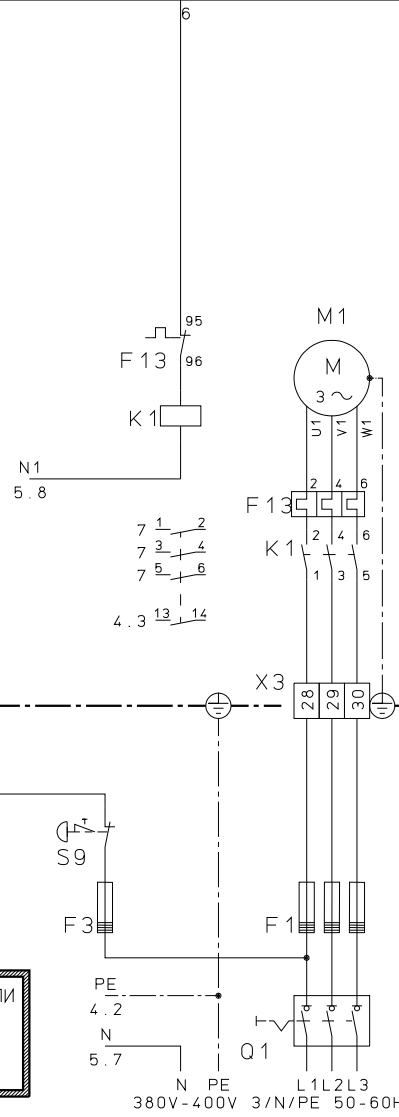 6
M1
95
F13
96
M
3
K1
U1
V1
W1
N1
5.8
2 4 6
F13
7 1 2
7 3 4
7 5 6
4.3 13 14
K1
2 4 6
1 3 5
X3
28 29 30
S9
F3
F1
ЛИ
PE
4.2
N
5.7
Q1
N PE
L1 L2 L3
380V-400V 3/N/PE 50-60H